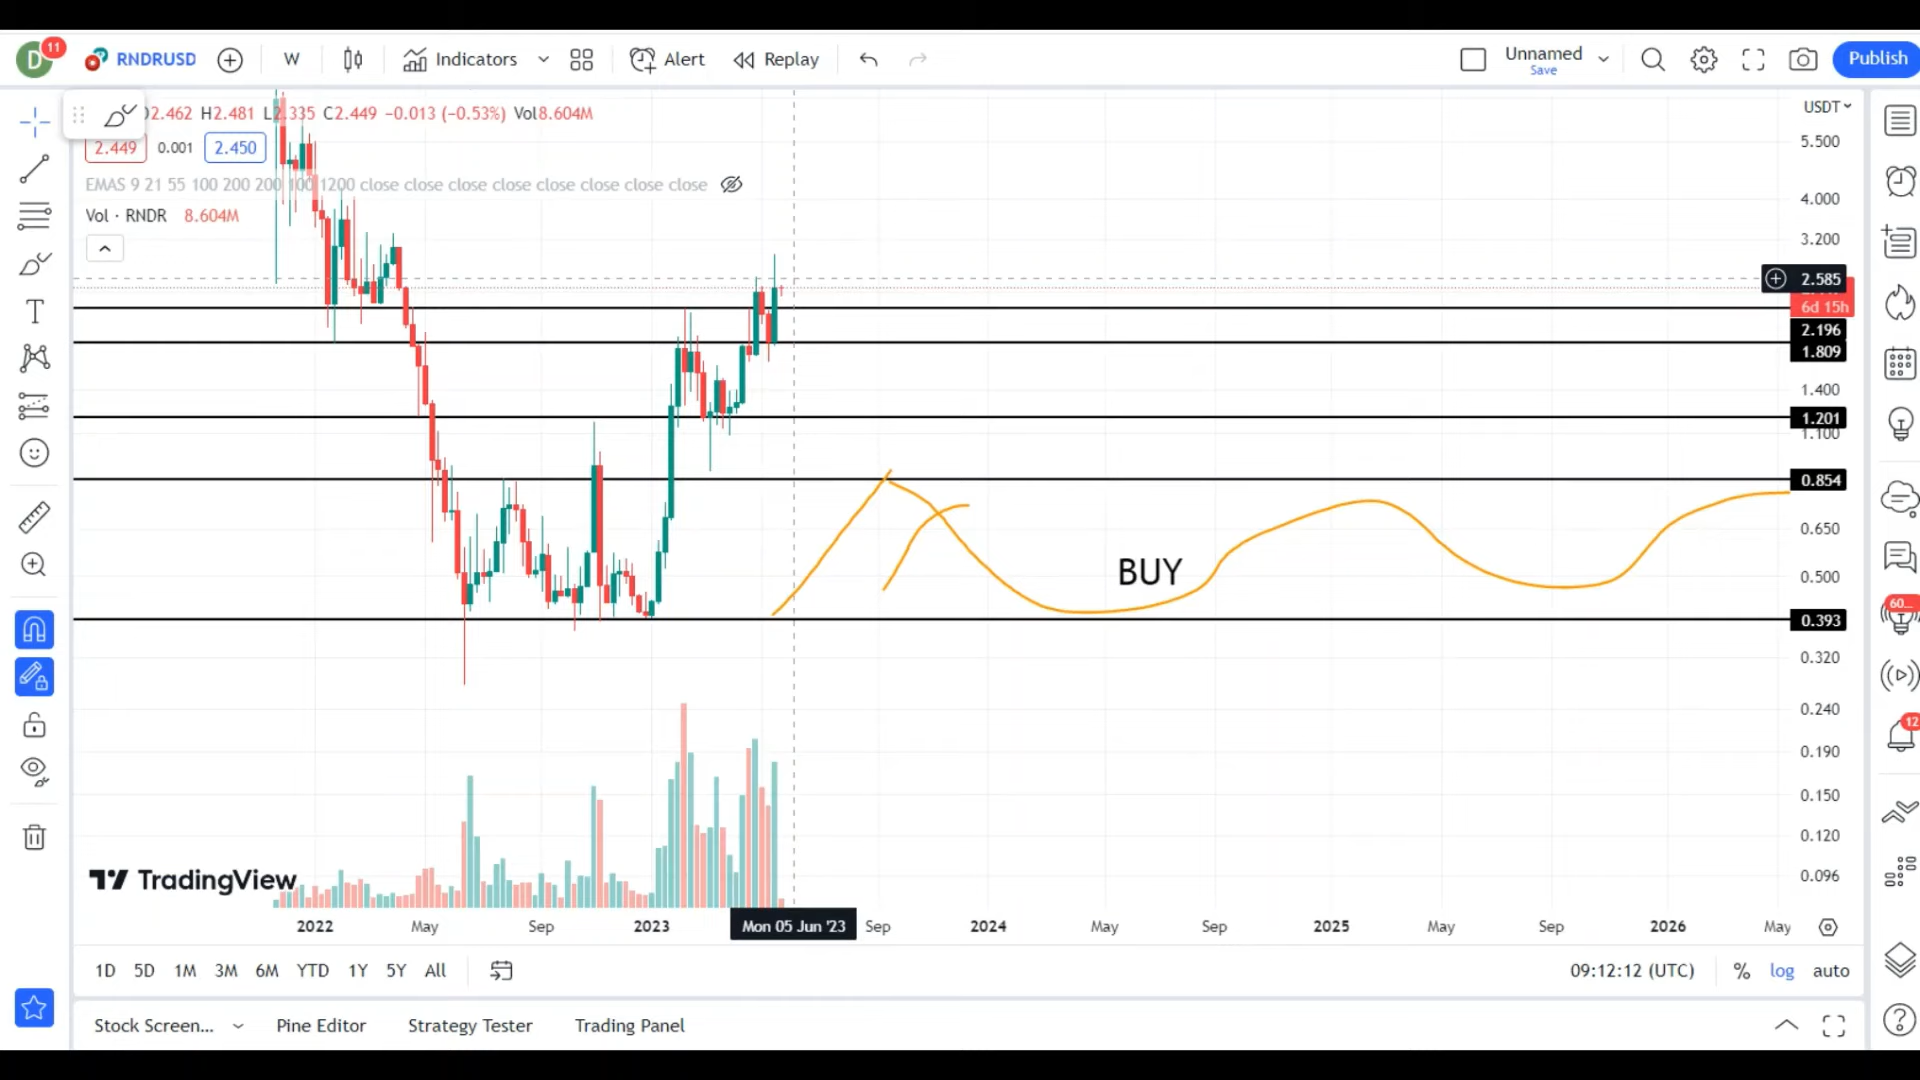 D 11 RNDRUSD W Indicators Alert Replay Unnamed Save Publish
2.462 H2.481 L2.335 C2.449 −0.013 (−0.53%) Vol8.604M
2.449 0.001 2.450
EMAS 9 21 55 100 200 200 100 1200 close close close close close close close close
Vol · RNDR 8.604M
USDT
5.500
4.000
3.200
2.585
6d 15h
2.196
1.809
1.400
1.201
1.100
0.854
0.650
BUY
0.500
60...
0.393
0.320
0.240
12
0.190
0.150
0.120
0.096
TradingView
2022 May Sep 2023 Mon 05 Jun '23 Sep 2024 May Sep 2025 May Sep 2026 May
1D 5D 1M 3M 6M YTD 1Y 5Y All 09:12:12 (UTC) % log auto
Stock Screen... Pine Editor Strategy Tester Trading Panel